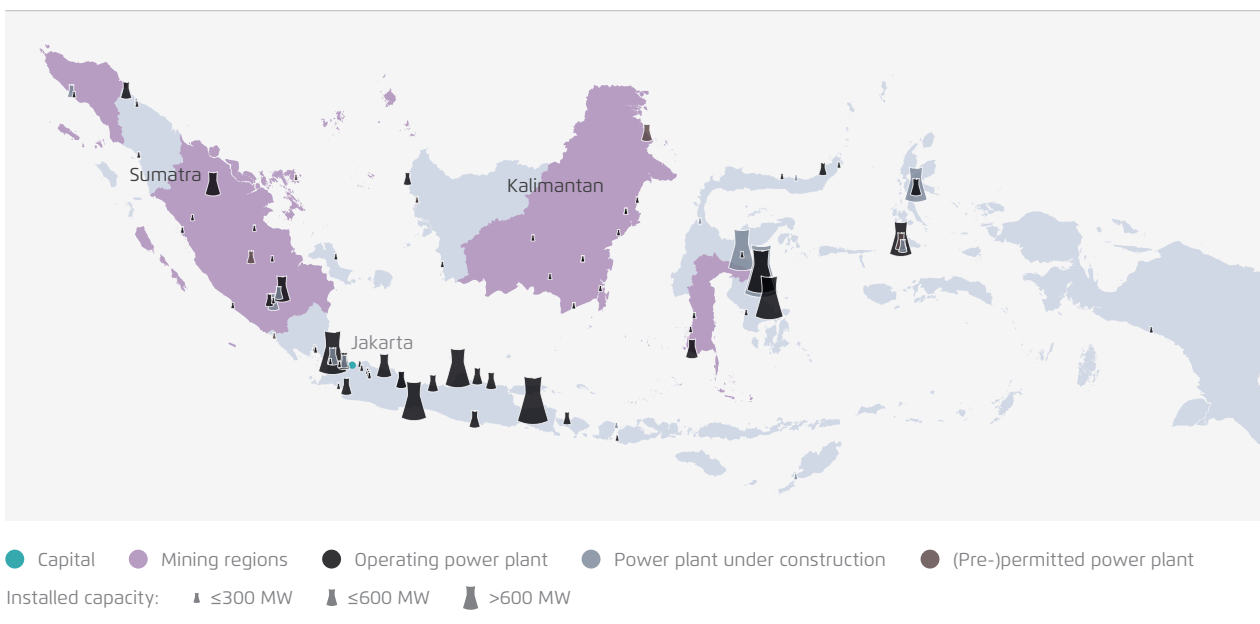 Sumatra
Kalimantan
Jakarta
Capital Mining regions Operating power plant Power plant under construction (Pre-)permitted power plant
Installed capacity: ≤300 MW ≤600 MW >600 MW